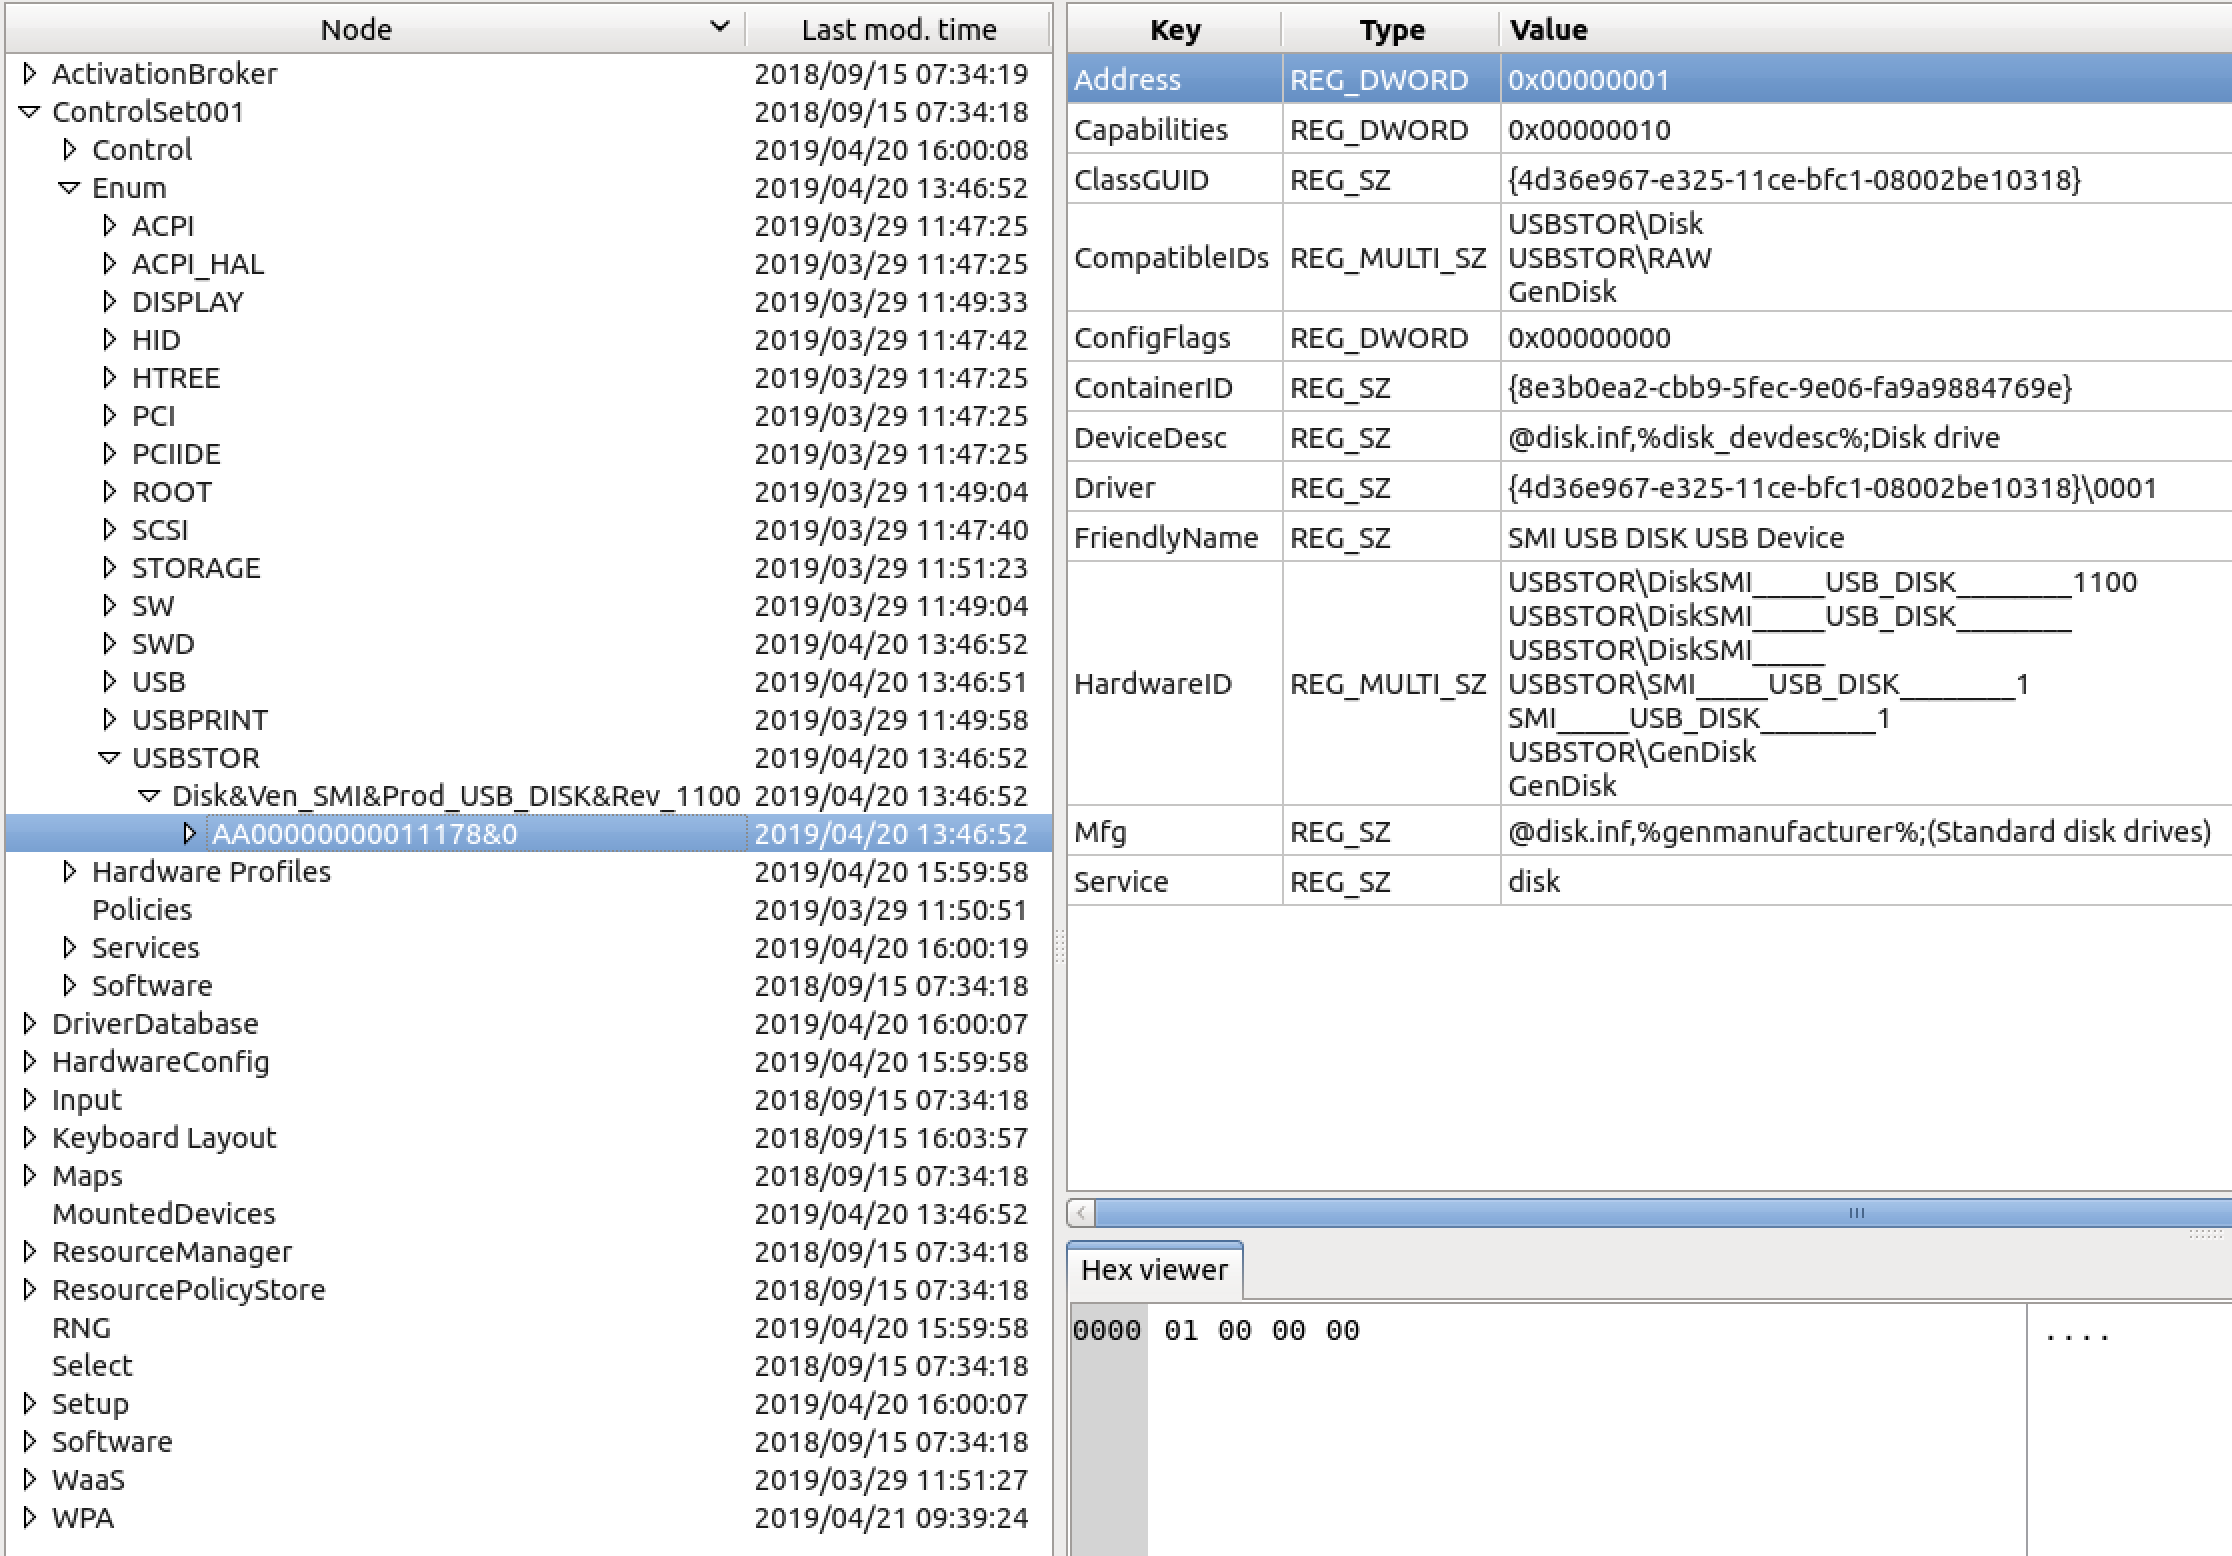 Node Last mod. time
ActivationBroker 2018/09/15 07:34:19
ControlSet001 2018/09/15 07:34:18
Control 2019/04/20 16:00:08
Enum 2019/04/20 13:46:52
ACPI 2019/03/29 11:47:25
ACPI_HAL 2019/03/29 11:47:25
DISPLAY 2019/03/29 11:49:33
HID 2019/03/29 11:47:42
HTREE 2019/03/29 11:47:25
PCI 2019/03/29 11:47:25
PCIIDE 2019/03/29 11:47:25
ROOT 2019/03/29 11:49:04
SCSI 2019/03/29 11:47:40
STORAGE 2019/03/29 11:51:23
SW 2019/03/29 11:49:04
SWD 2019/04/20 13:46:52
USB 2019/04/20 13:46:51
USBPRINT 2019/03/29 11:49:58
USBSTOR 2019/04/20 13:46:52
Disk&Ven_SMI&Prod_USB_DISK&Rev_1100 2019/04/20 13:46:52
AA00000000011178&0 2019/04/20 13:46:52
Hardware Profiles 2019/04/20 15:59:58
Policies 2019/03/29 11:50:51
Services 2019/04/20 16:00:19
Software 2018/09/15 07:34:18
DriverDatabase 2019/04/20 16:00:07
HardwareConfig 2019/04/20 15:59:58
Input 2018/09/15 07:34:18
Keyboard Layout 2018/09/15 16:03:57
Maps 2018/09/15 07:34:18
MountedDevices 2019/04/20 13:46:52
ResourceManager 2018/09/15 07:34:18
ResourcePolicyStore 2018/09/15 07:34:18
RNG 2019/04/20 15:59:58
Select 2018/09/15 07:34:18
Setup 2019/04/20 16:00:07
Software 2018/09/15 07:34:18
WaaS 2019/03/29 11:51:27
WPA 2019/04/21 09:39:24
Key Type Value
Address REG_DWORD 0x00000001
Capabilities REG_DWORD 0x00000010
ClassGUID REG_SZ {4d36e967-e325-11ce-bfc1-08002be10318}
CompatibleIDs REG_MULTI_SZ USBSTOR\Disk
USBSTOR\RAW
GenDisk
ConfigFlags REG_DWORD 0x00000000
ContainerID REG_SZ {8e3b0ea2-cbb9-5fec-9e06-fa9a9884769e}
DeviceDesc REG_SZ @disk.inf,%disk_devdesc%;Disk drive
Driver REG_SZ {4d36e967-e325-11ce-bfc1-08002be10318}\0001
FriendlyName REG_SZ SMI USB DISK USB Device
HardwareID REG_MULTI_SZ USBSTOR\DiskSMI_____USB_DISK________1100
USBSTOR\DiskSMI_____USB_DISK________
USBSTOR\DiskSMI_____
USBSTOR\SMI_____USB_DISK________1
SMI_____USB_DISK________1
USBSTOR\GenDisk
GenDisk
Mfg REG_SZ @disk.inf,%genmanufacturer%;(Standard disk drives)
Service REG_SZ disk
Hex viewer
0000 01 00 00 00 ....